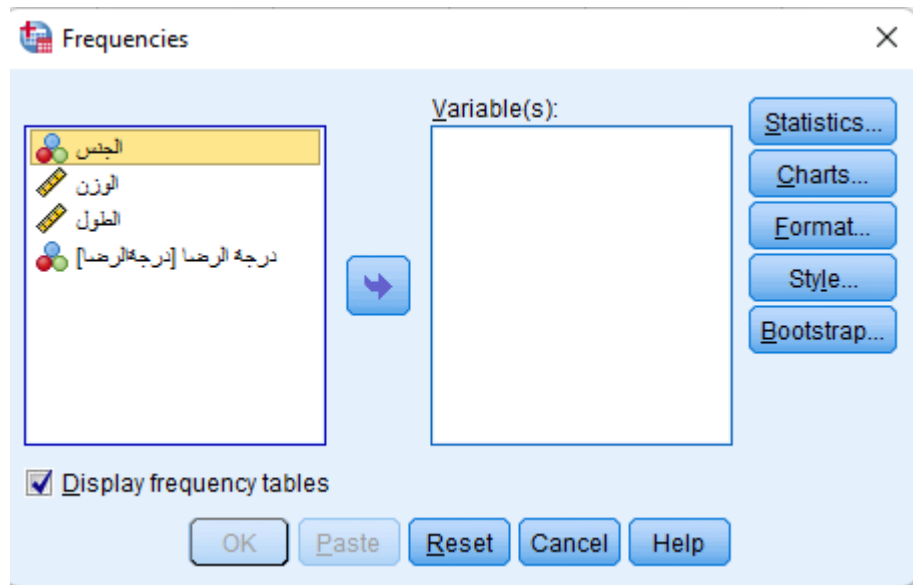 Frequencies
Variable(s):
الجنس
الوزن
الطول
درجة الرضا [درجةالرضا]
Statistics...
Charts...
Format...
Style...
Bootstrap...
Display frequency tables
OK
Paste
Reset
Cancel
Help